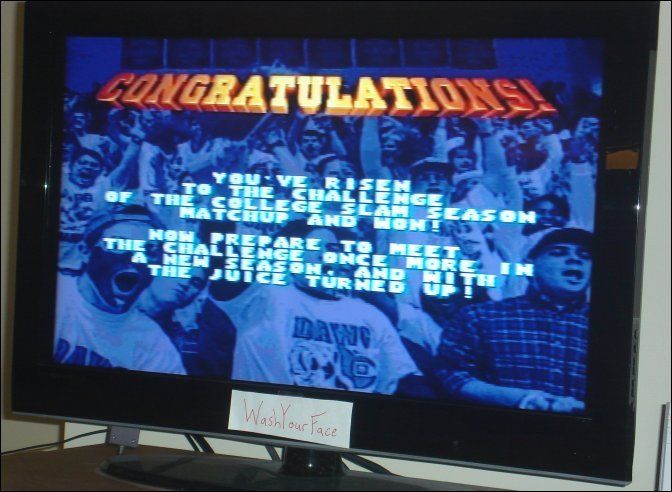 CONGRATULATIONS!
YOU'VE RISEN
TO THE CHALLENGE
OF THE COLLEGE SLAM SEASON
MATCHUP AND WON!
NOW PREPARE TO MEET
THE CHALLENGE ONCE MORE IN
A NEW SEASON, AND WITH
THE JUICE TURNED UP!
DAWG
WashYourFace